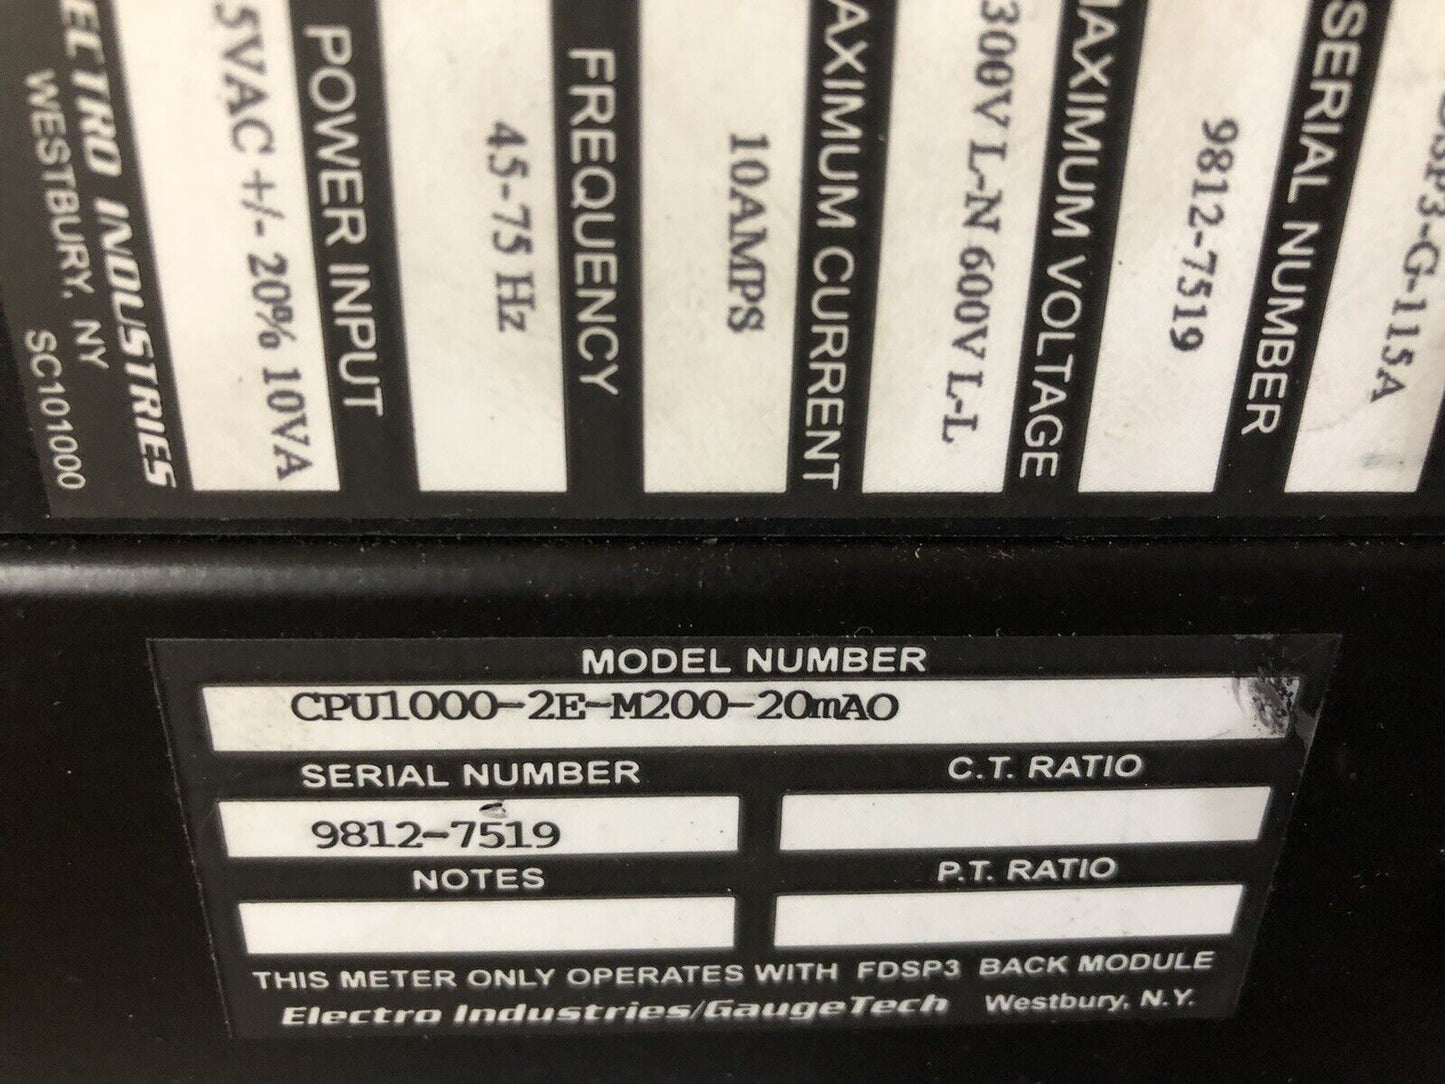 SERIAL NUMBER
9812-7519
300V L-N 600V L-L
MAXIMUM CURRENT
10AMPS
FREQUENCY
45-75 Hz
POWER INPUT
+/- 20% 10VA
INDUSTRIES
WESTBURY, NY
SC101000
MODEL NUMBER
CPU1000-2E-M200-20mAO
SERIAL NUMBER
C.T. RATIO
9812-7519
NOTES
P.T. RATIO
THIS METER ONLY OPERATES WITH FDSP3 BACK MODULE
Electro Industries/GaugeTech Westbury, N.Y.